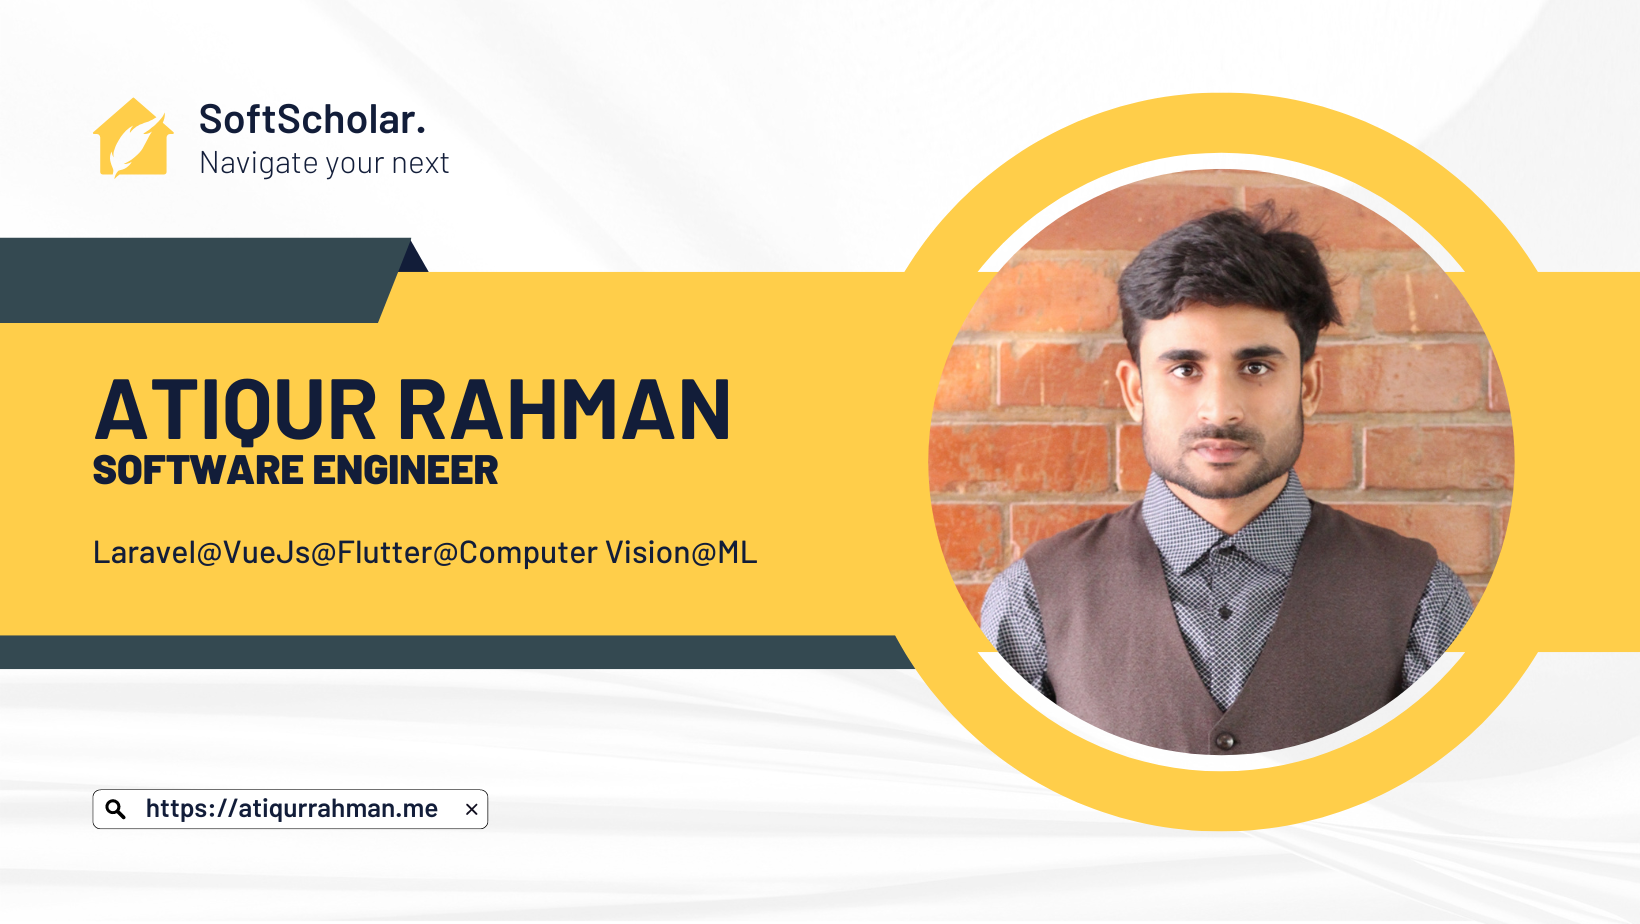 SoftScholar.
Navigate your next
ATIQUR RAHMAN
SOFTWARE ENGINEER
Laravel@VueJs@Flutter@Computer Vision@ML
https://atiqurrahman.me